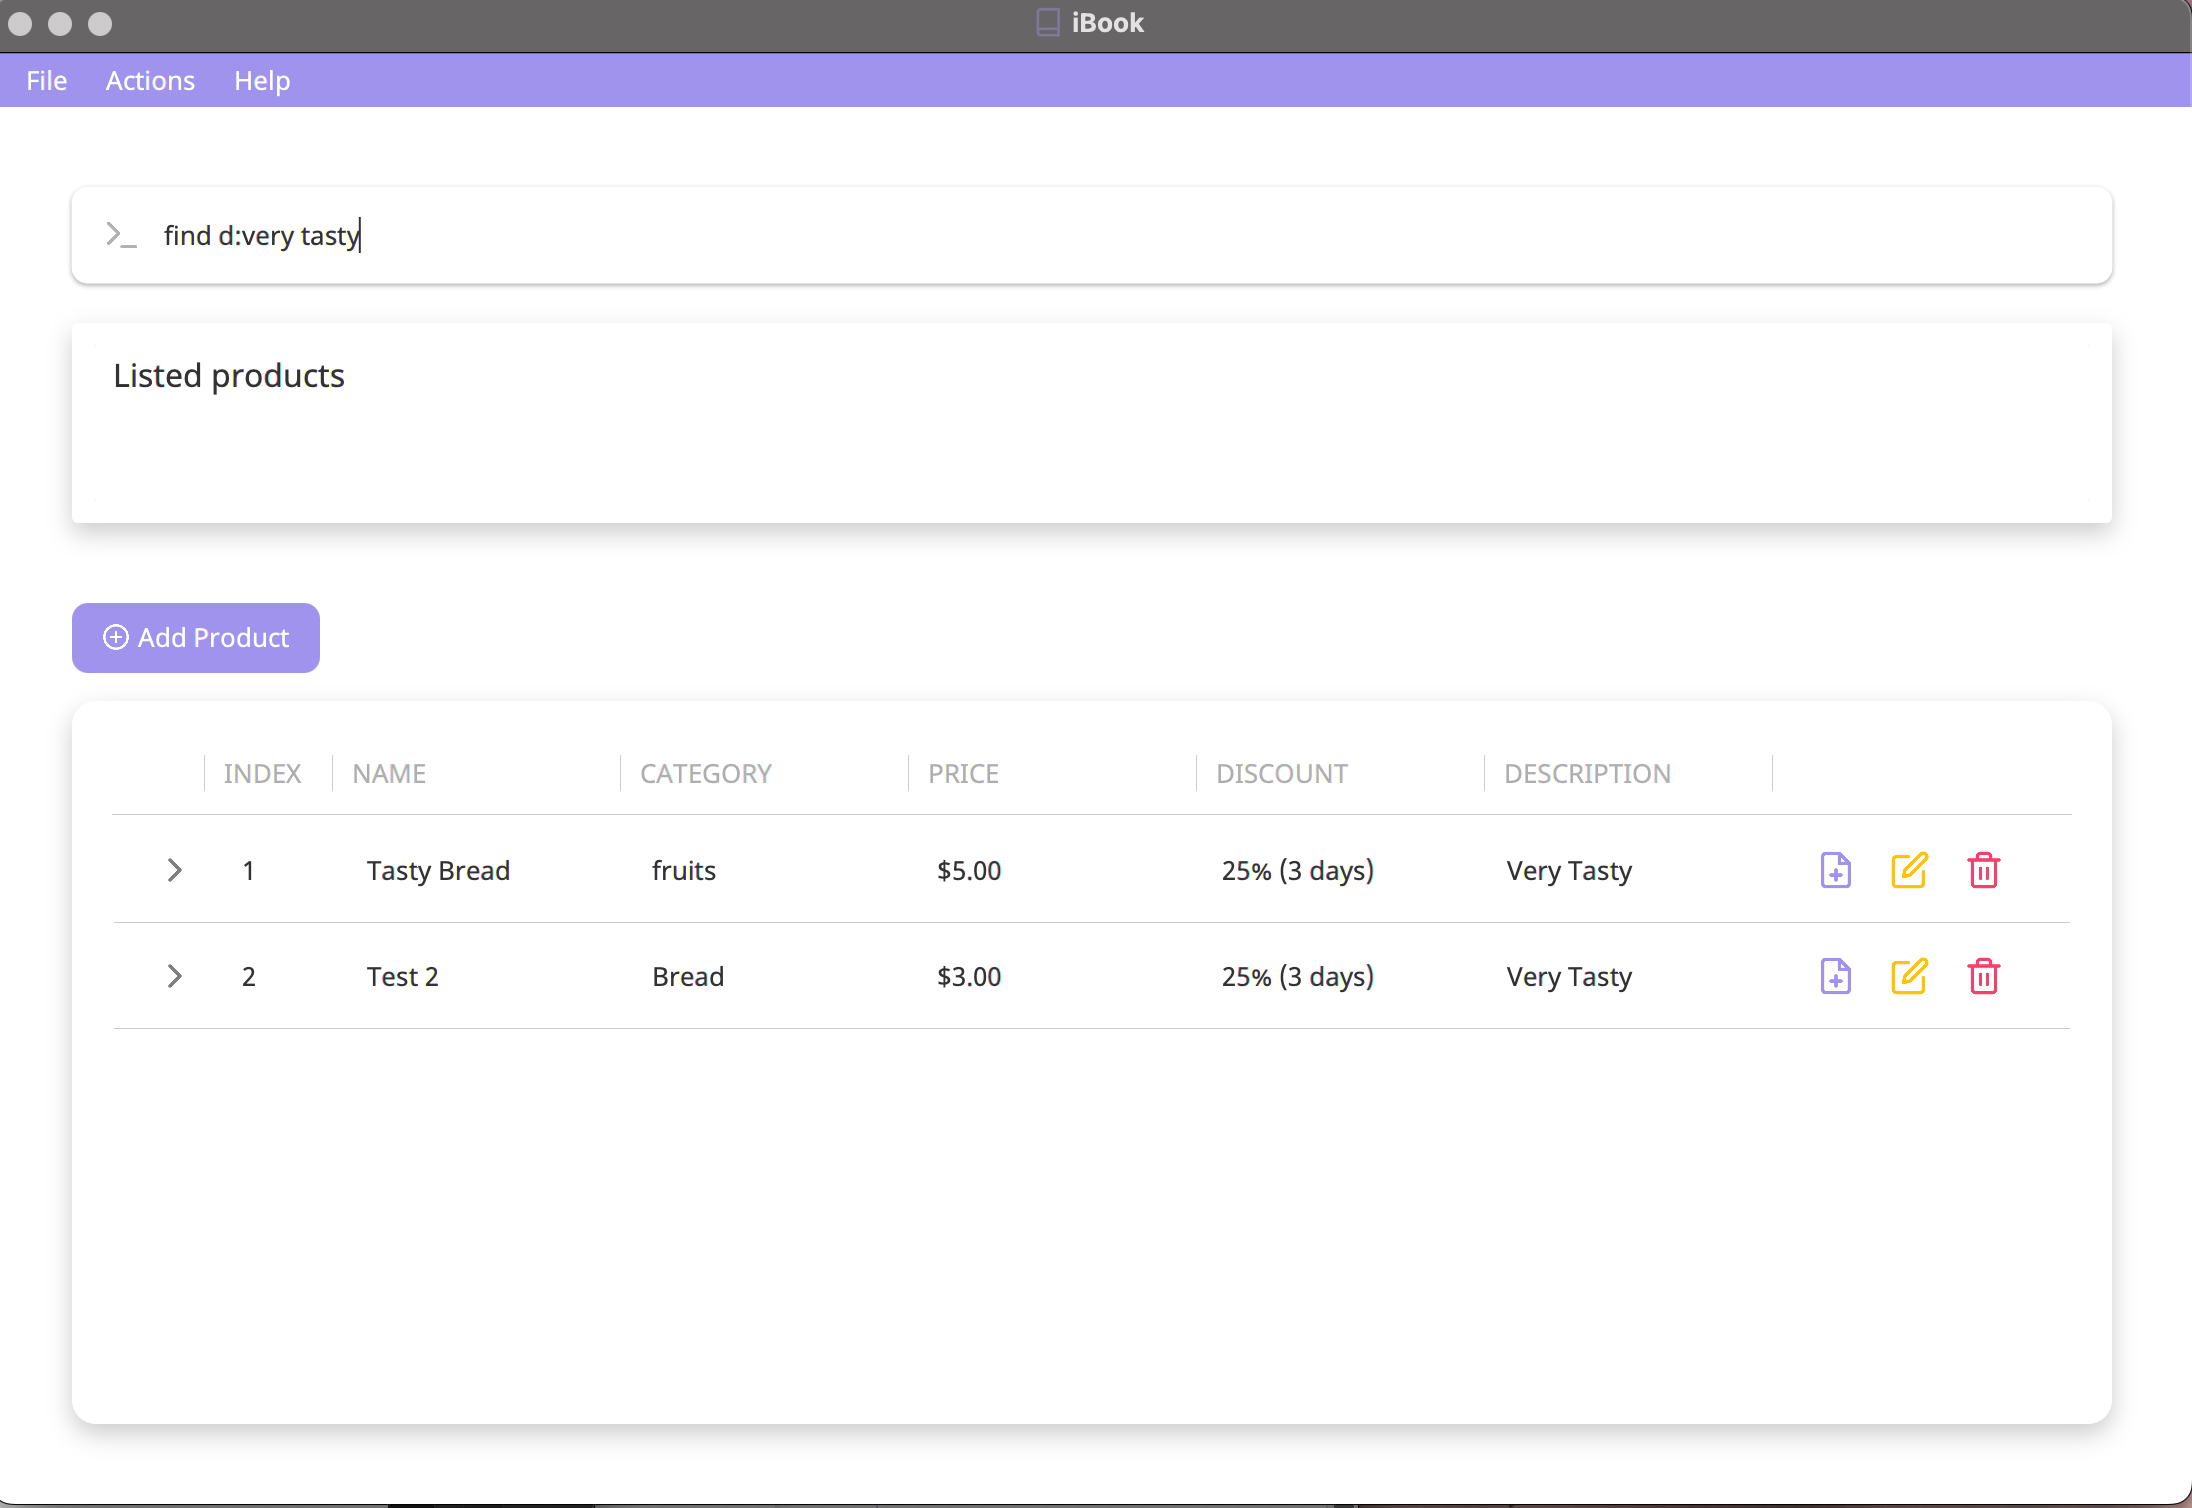 iBook
File Actions Help
find d:very tasty
Listed products
Add Product
INDEX NAME CATEGORY PRICE DISCOUNT DESCRIPTION
1 Tasty Bread fruits $5.00 25% (3 days) Very Tasty
2 Test 2 Bread $3.00 25% (3 days) Very Tasty